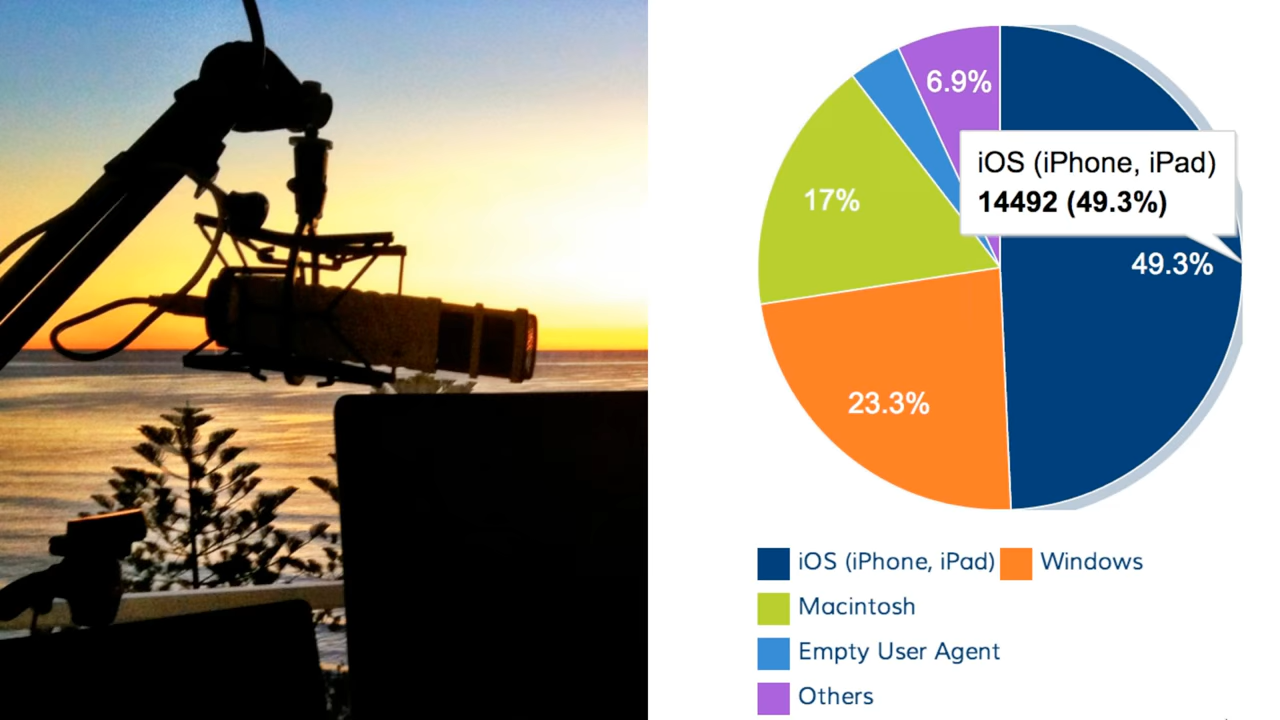 6.9%
iOS (iPhone, iPad)
14492 (49.3%)
17%
49.3%
23.3%
iOS (iPhone, iPad) Windows
Macintosh
Empty User Agent
Others